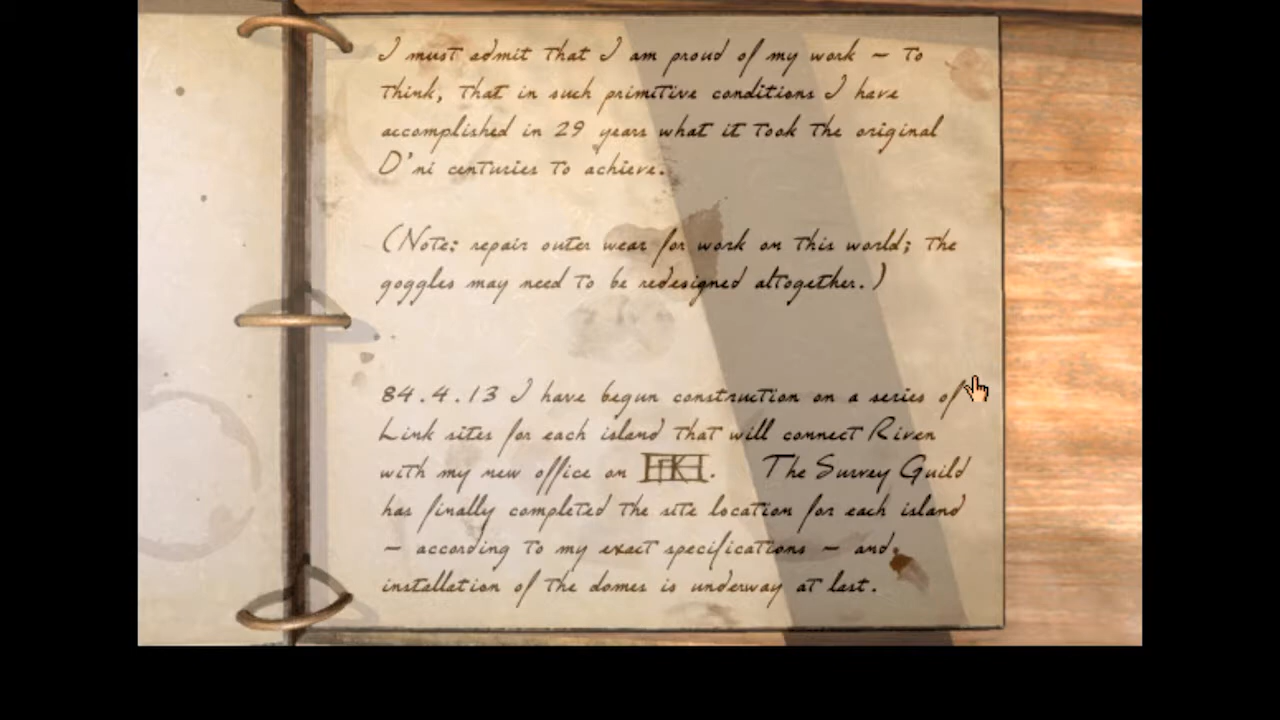 I must admit that I am proud of my work – to
think, that in such primitive conditions I have
accomplished in 29 years what it took the original
D'ni centuries to achieve.
(Note: repair outer wear for work on this world; the
goggles may need to be redesigned altogether.)
84.4.13 I have begun construction on a series of
Link sites for each island that will connect Riven
with my new office on . The Survey Guild
has finally completed the site location for each island
– according to my exact specifications – and
installation of the domes is underway at last.